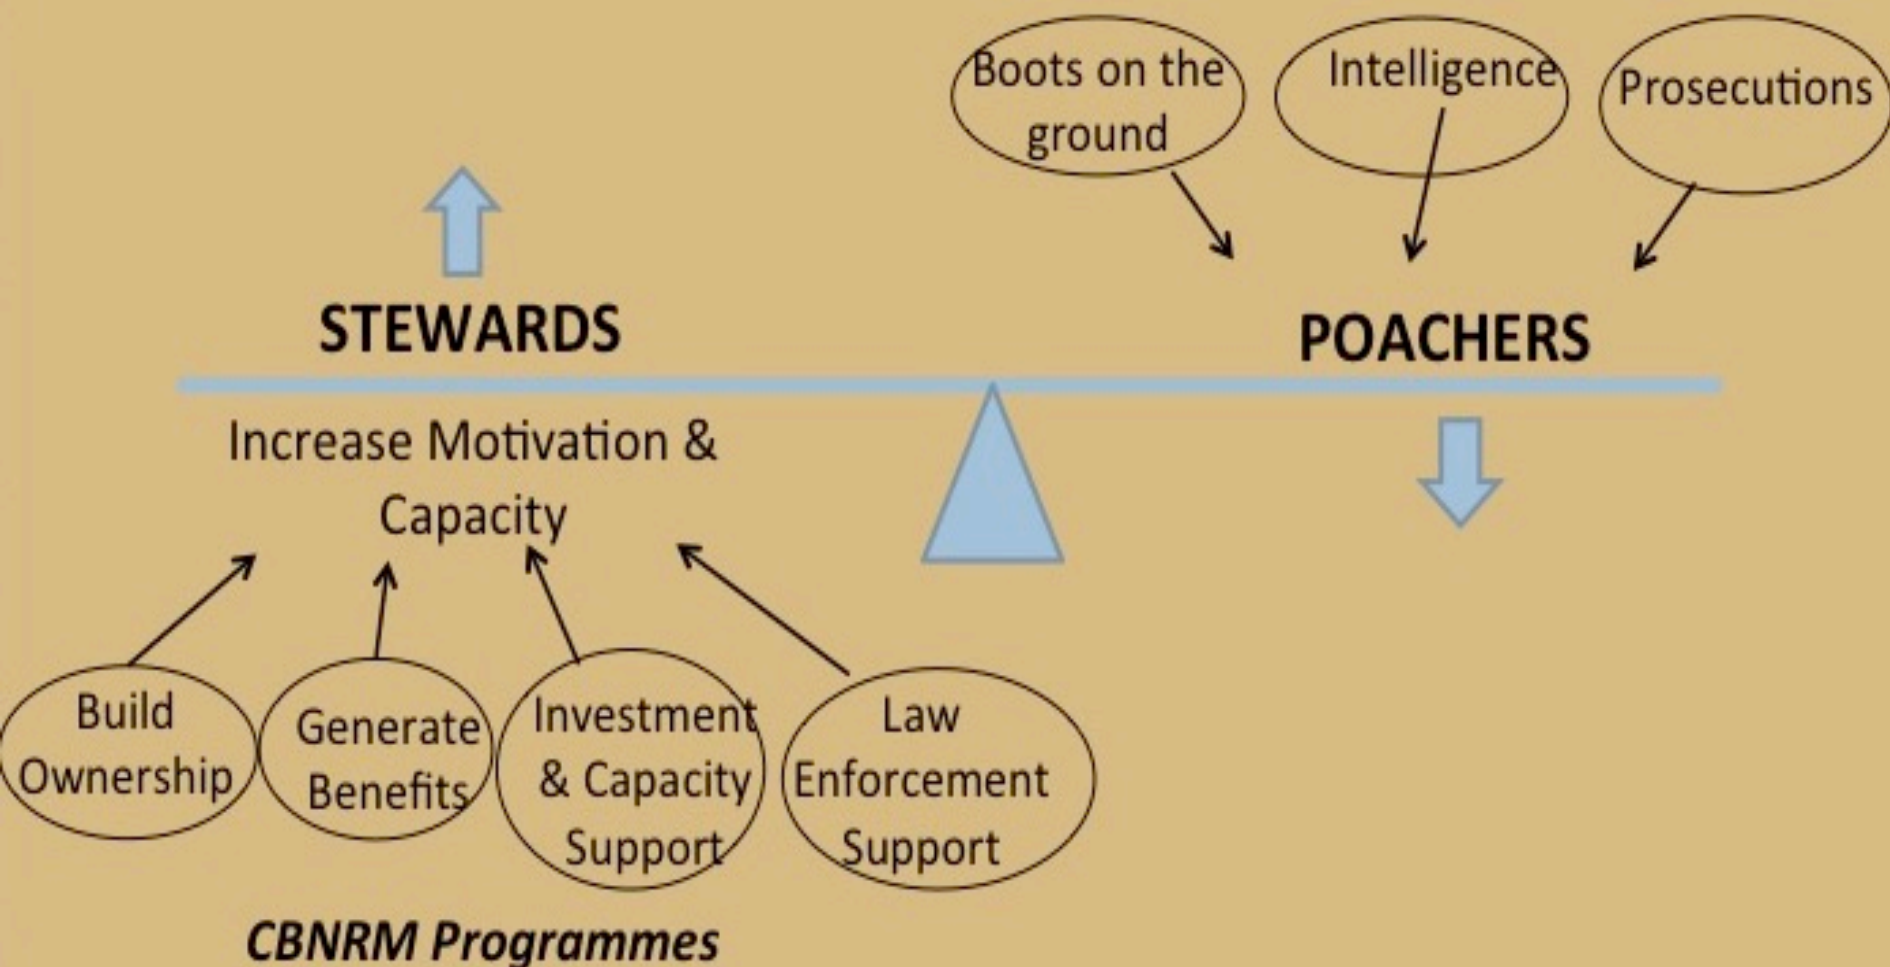 Boots on the
ground
Intelligence
Prosecutions
STEWARDS
POACHERS
Increase Motivation &
Capacity
Build
Ownership
Generate
Benefits
Investment
& Capacity
Support
Law
Enforcement
Support
CBNRM Programmes